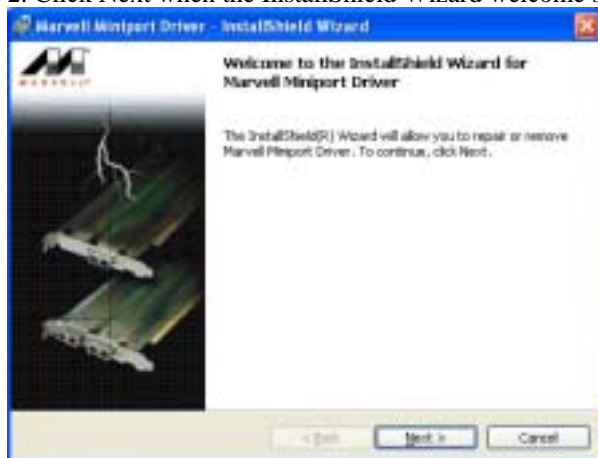 2. Click Next when the InstallShield Wizard welcome s
Marvell Miniport Driver - InstallShield Wizard
MARVELL
Welcome to the InstallShield Wizard for
Marvell Miniport Driver
The InstallShield(R) Wizard will allow you to repair or remove
Marvell Miniport Driver. To continue, click Next.
< Back
Next >
Cancel